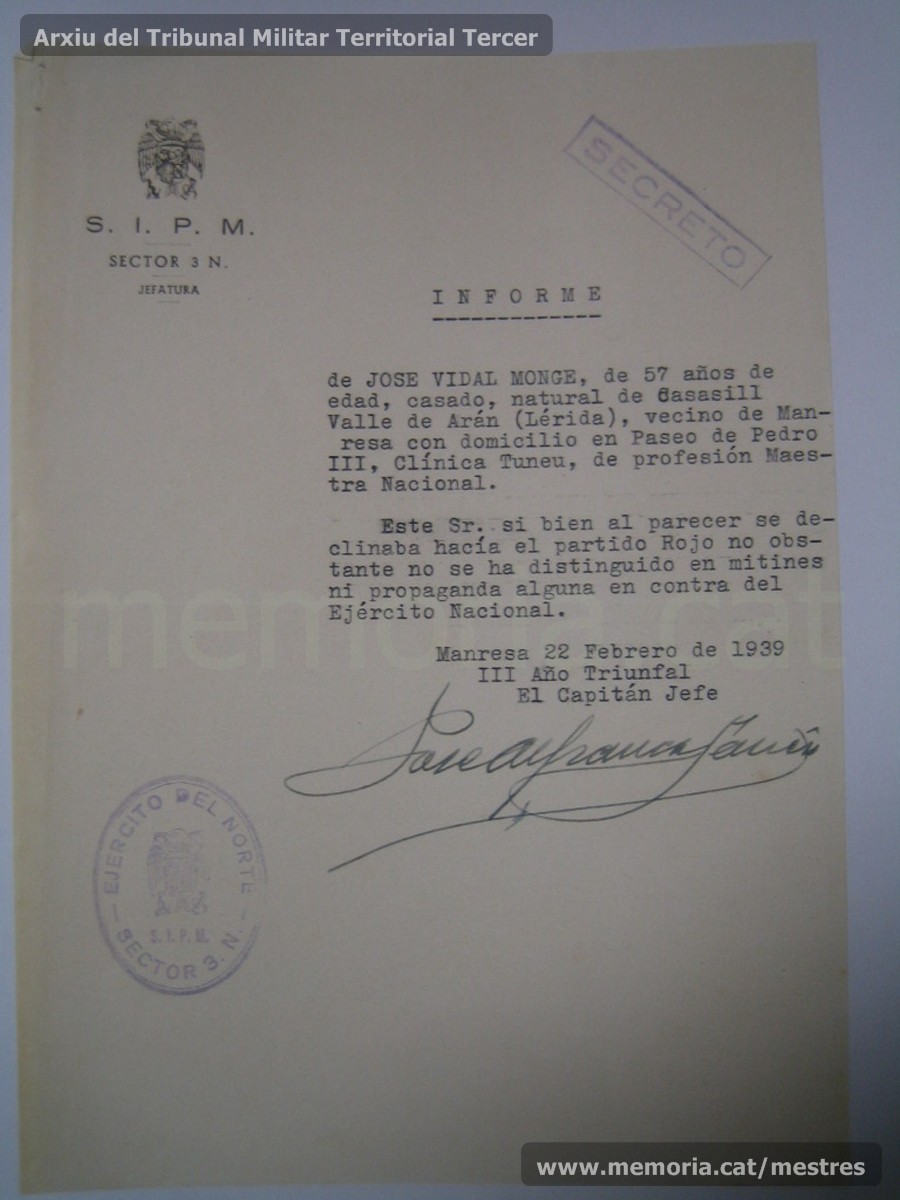 Arxiu del Tribunal Militar Territorial Tercer
SECRETO
S. I. P. M.
SECTOR 3 N.
JEFATURA
INFORME
de JOSE VIDAL MONGE, de 57 años de
edad, casado, natural de Casasill
Valle de Arán (Lérida), vecino de Man-
resa con domicilio en Paseo de Pedro
III, Clínica Tuneu, de profesión Maes-
tra Nacional.
Este Sr. si bien al parecer se de-
clinaba hacía el partido Rojo no obs-
tante no se ha distinguido en mitines
ni propaganda alguna en contra del
Ejército Nacional.
memoria.cat
Manresa 22 Febrero de 1939
III Año Triunfal
El Capitán Jefe
Jose
EJERCITO DEL NORTE
S. I. P. M.
SECTOR 3. N.
www.memoria.cat/mestres